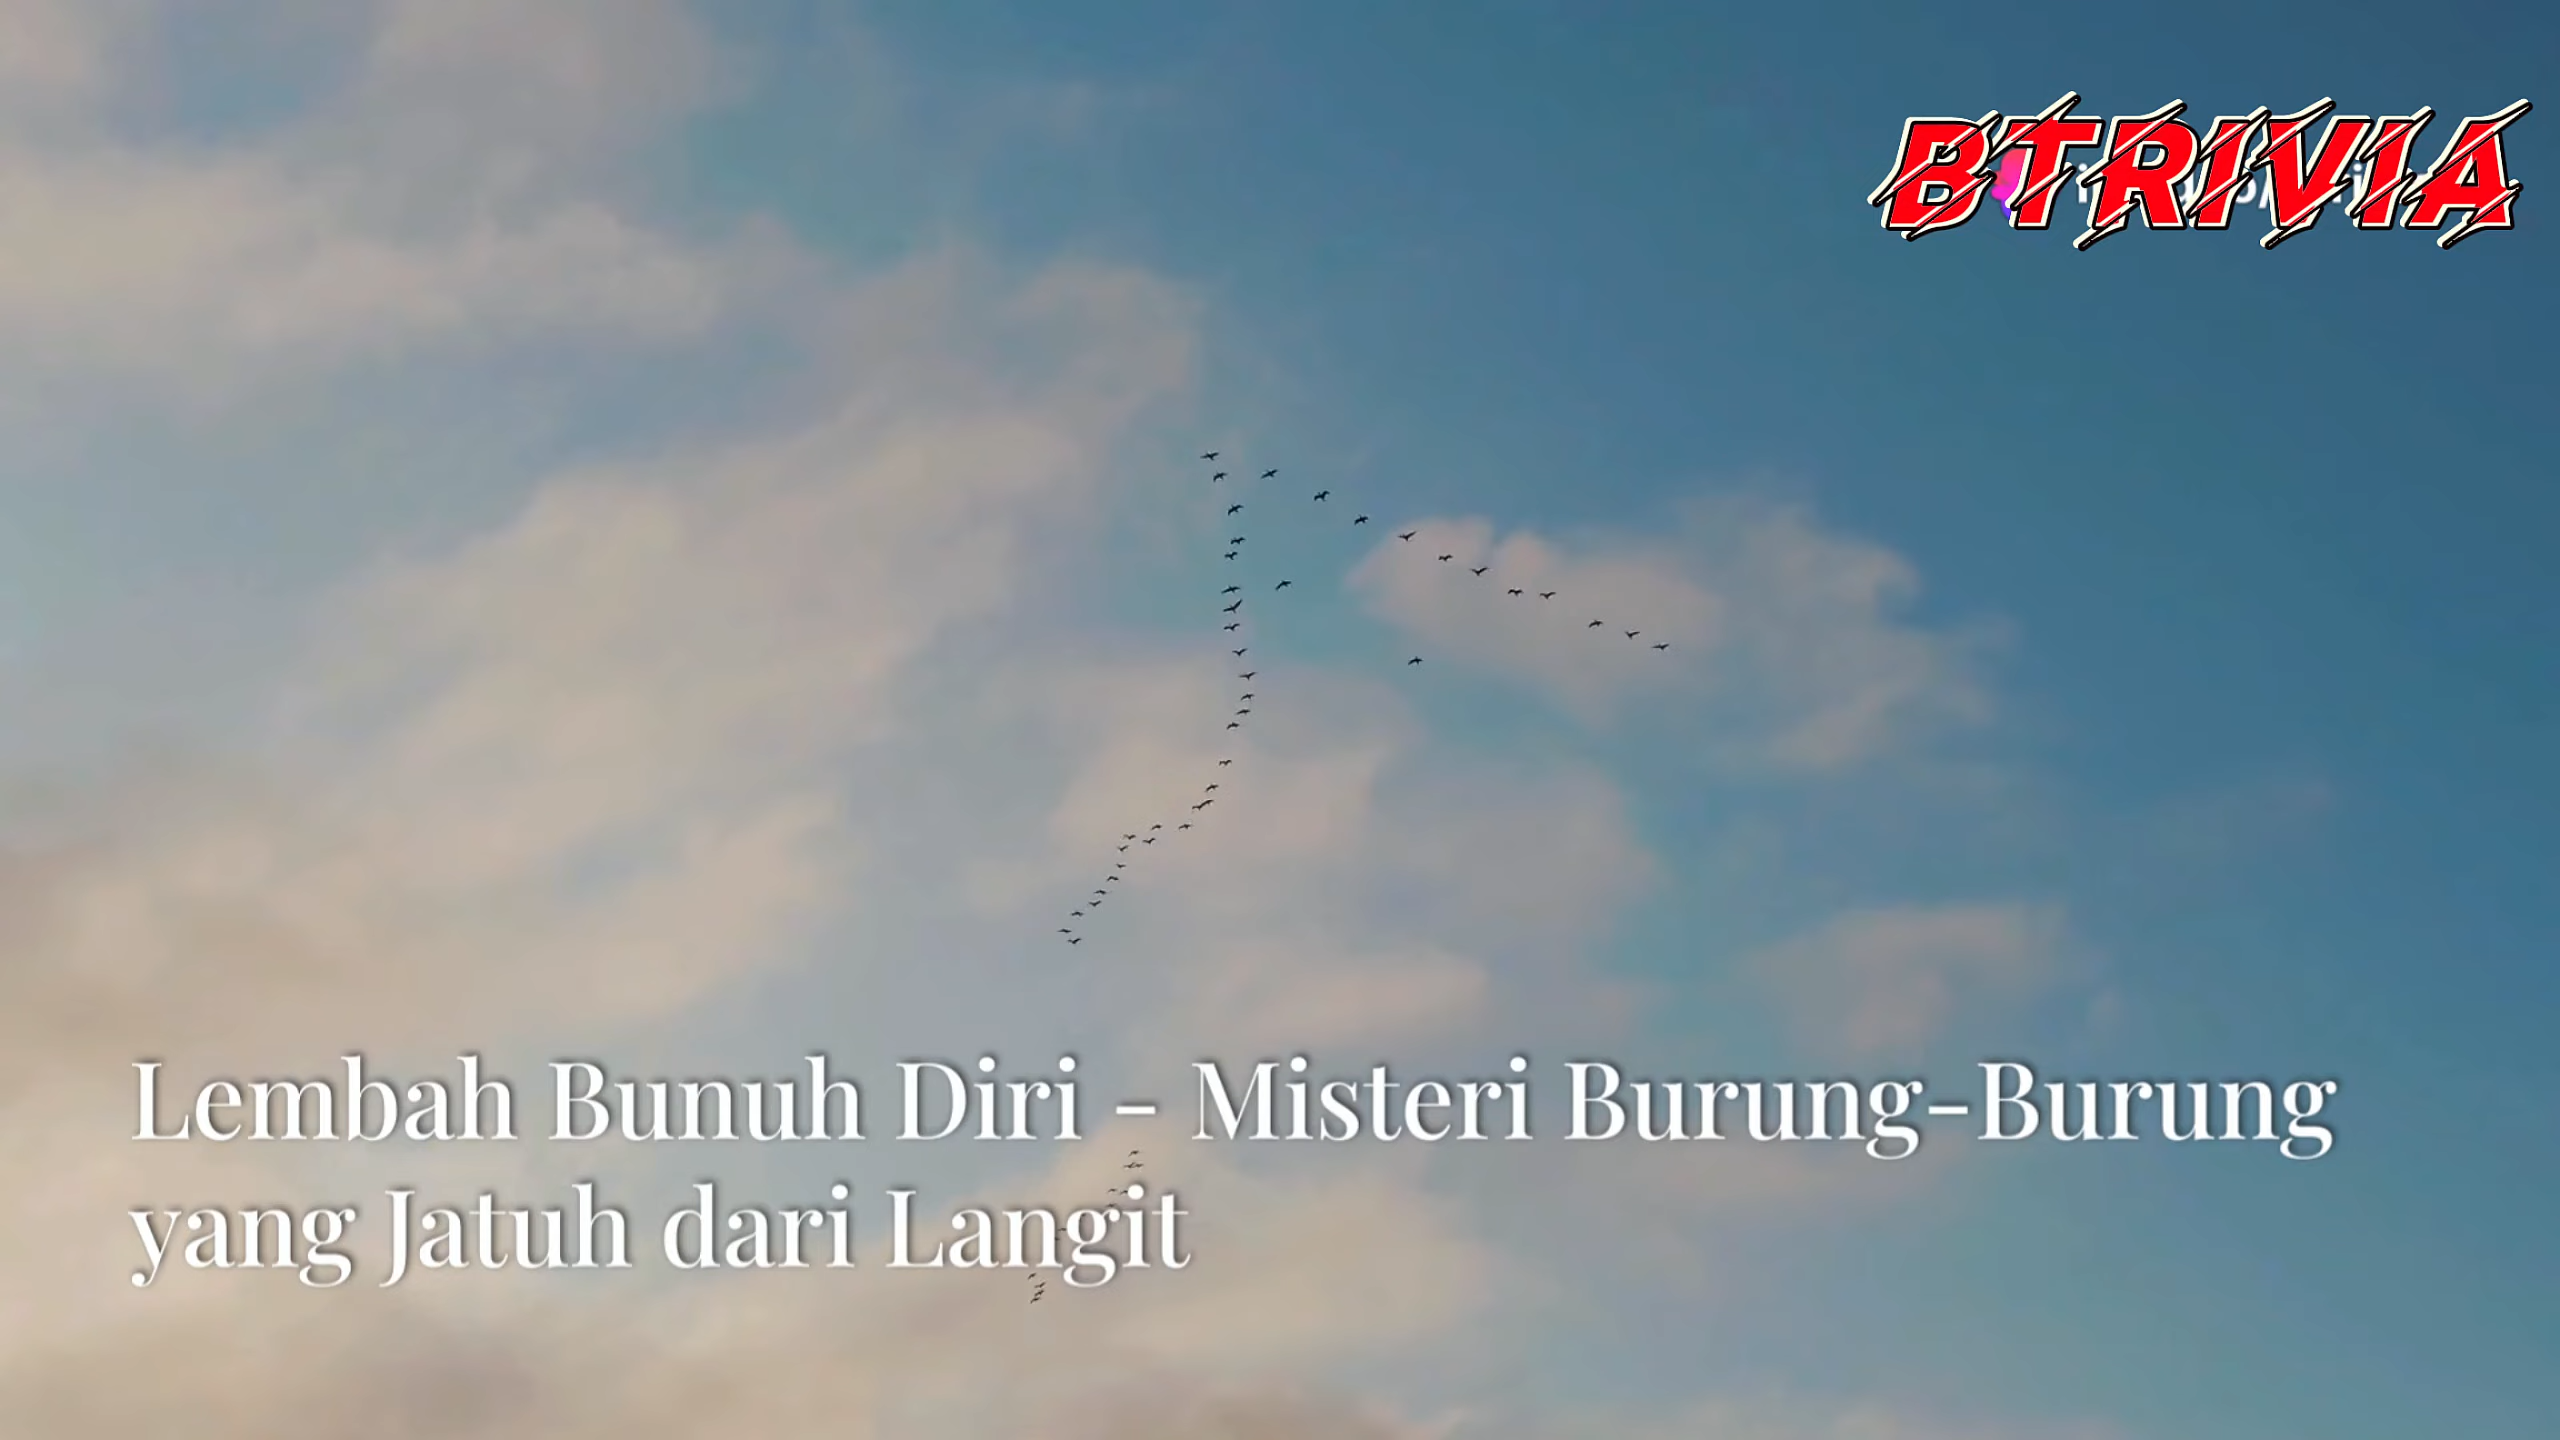 BTRIVIA
Lembah Bunuh Diri - Misteri Burung-Burung
yang Jatuh dari Langit